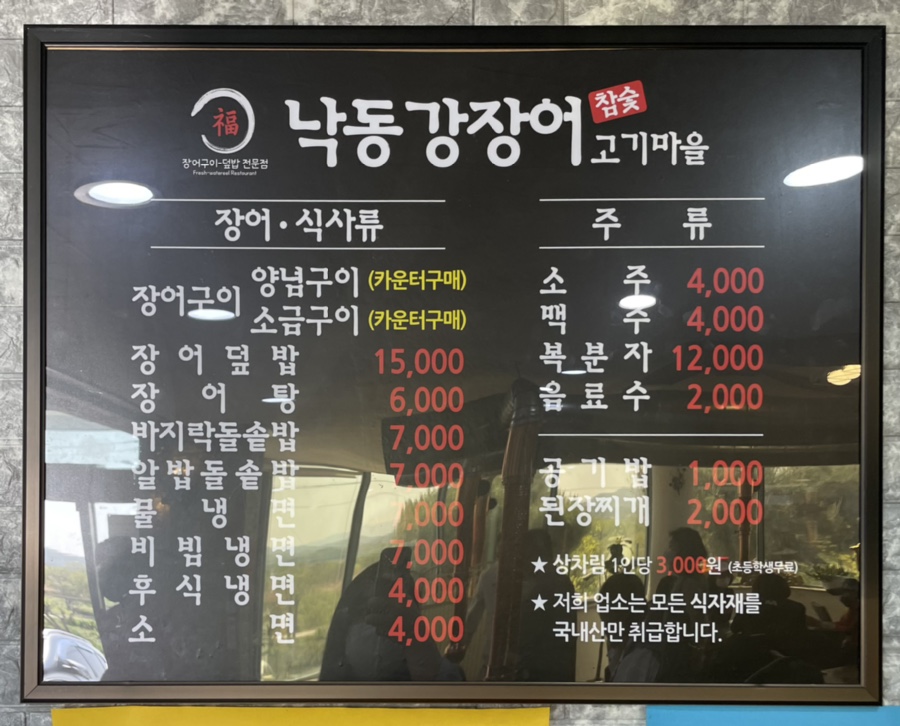 福
장어구이-덮밥 전문점
Fresh-watereel Restaurant
낙동강장어 참숯 고기마을
장어·식사류
장어구이
양념구이 (카운터구매)
소금구이 (카운터구매)
장어덮밥 15,000
장어탕 6,000
바지락돌솥밥 7,000
알밥돌솥밥 7,000
물냉면 7,000
비빔냉면 7,000
후식냉면 4,000
소면 4,000
주류
소주 4,000
맥주 4,000
복분자 12,000
음료수 2,000
공기밥 1,000
된장찌개 2,000
★ 상차림 1인당 3,000원 (초등학생무료)
★ 저희 업소는 모든 식자재를
국내산만 취급합니다.